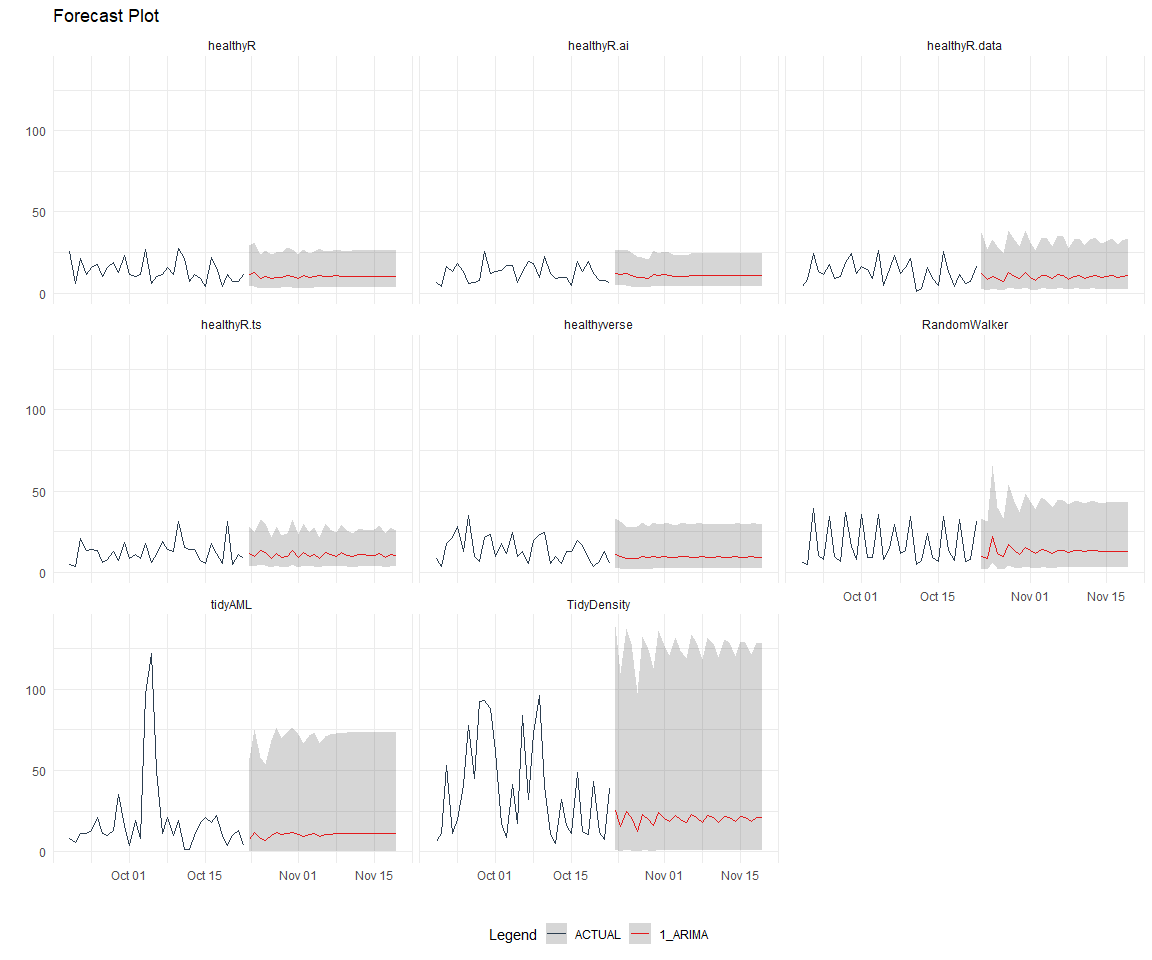 Forecast Plot
healthyR healthyR.ai healthyR.data
100
50
0
healthyR.ts healthyverse RandomWalker
100
50
0
Oct 01 Oct 15 Nov 01 Nov 15
tidyAML TidyDensity
100
50
0
Oct 01 Oct 15 Nov 01 Nov 15 Oct 01 Oct 15 Nov 01 Nov 15
Legend ACTUAL 1_ARIMA